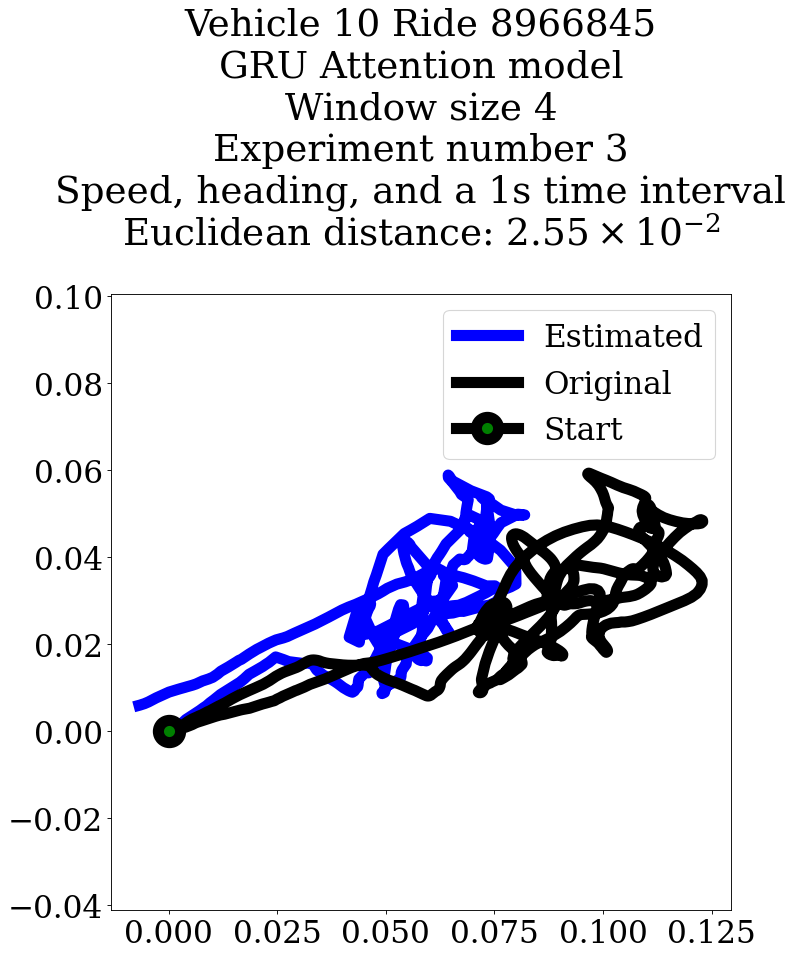 Vehicle 10 Ride 8966845
GRU Attention model
Window size 4
Experiment number 3
Speed, heading, and a 1s time interval
Euclidean distance: 2.55 × 10⁻²
Estimated
Original
Start
0.10
0.08
0.06
0.04
0.02
0.00
−0.02
−0.04
0.000 0.025 0.050 0.075 0.100 0.125